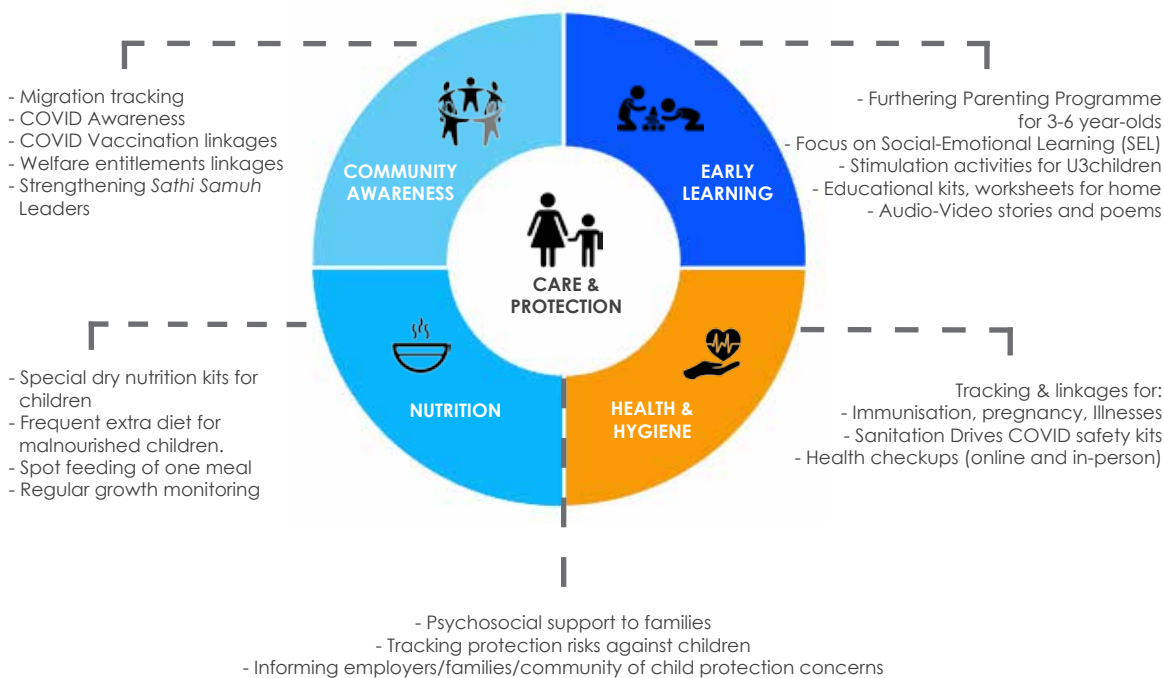 COMMUNITY
AWARENESS
- Migration tracking
- COVID Awareness
- COVID Vaccination linkages
- Welfare entitlements linkages
- Strengthening Sathi Samuh
Leaders
EARLY
LEARNING
- Furthering Parenting Programme
for 3-6 year-olds
- Focus on Social-Emotional Learning (SEL)
- Stimulation activities for U3children
- Educational kits, worksheets for home
- Audio-Video stories and poems
CARE &
PROTECTION
NUTRITION
- Special dry nutrition kits for
children
- Frequent extra diet for
malnourished children.
- Spot feeding of one meal
- Regular growth monitoring
HEALTH &
HYGIENE
Tracking & linkages for:
- Immunisation, pregnancy, Illnesses
- Sanitation Drives COVID safety kits
- Health checkups (online and in-person)
- Psychosocial support to families
- Tracking protection risks against children
- Informing employers/families/community of child protection concerns